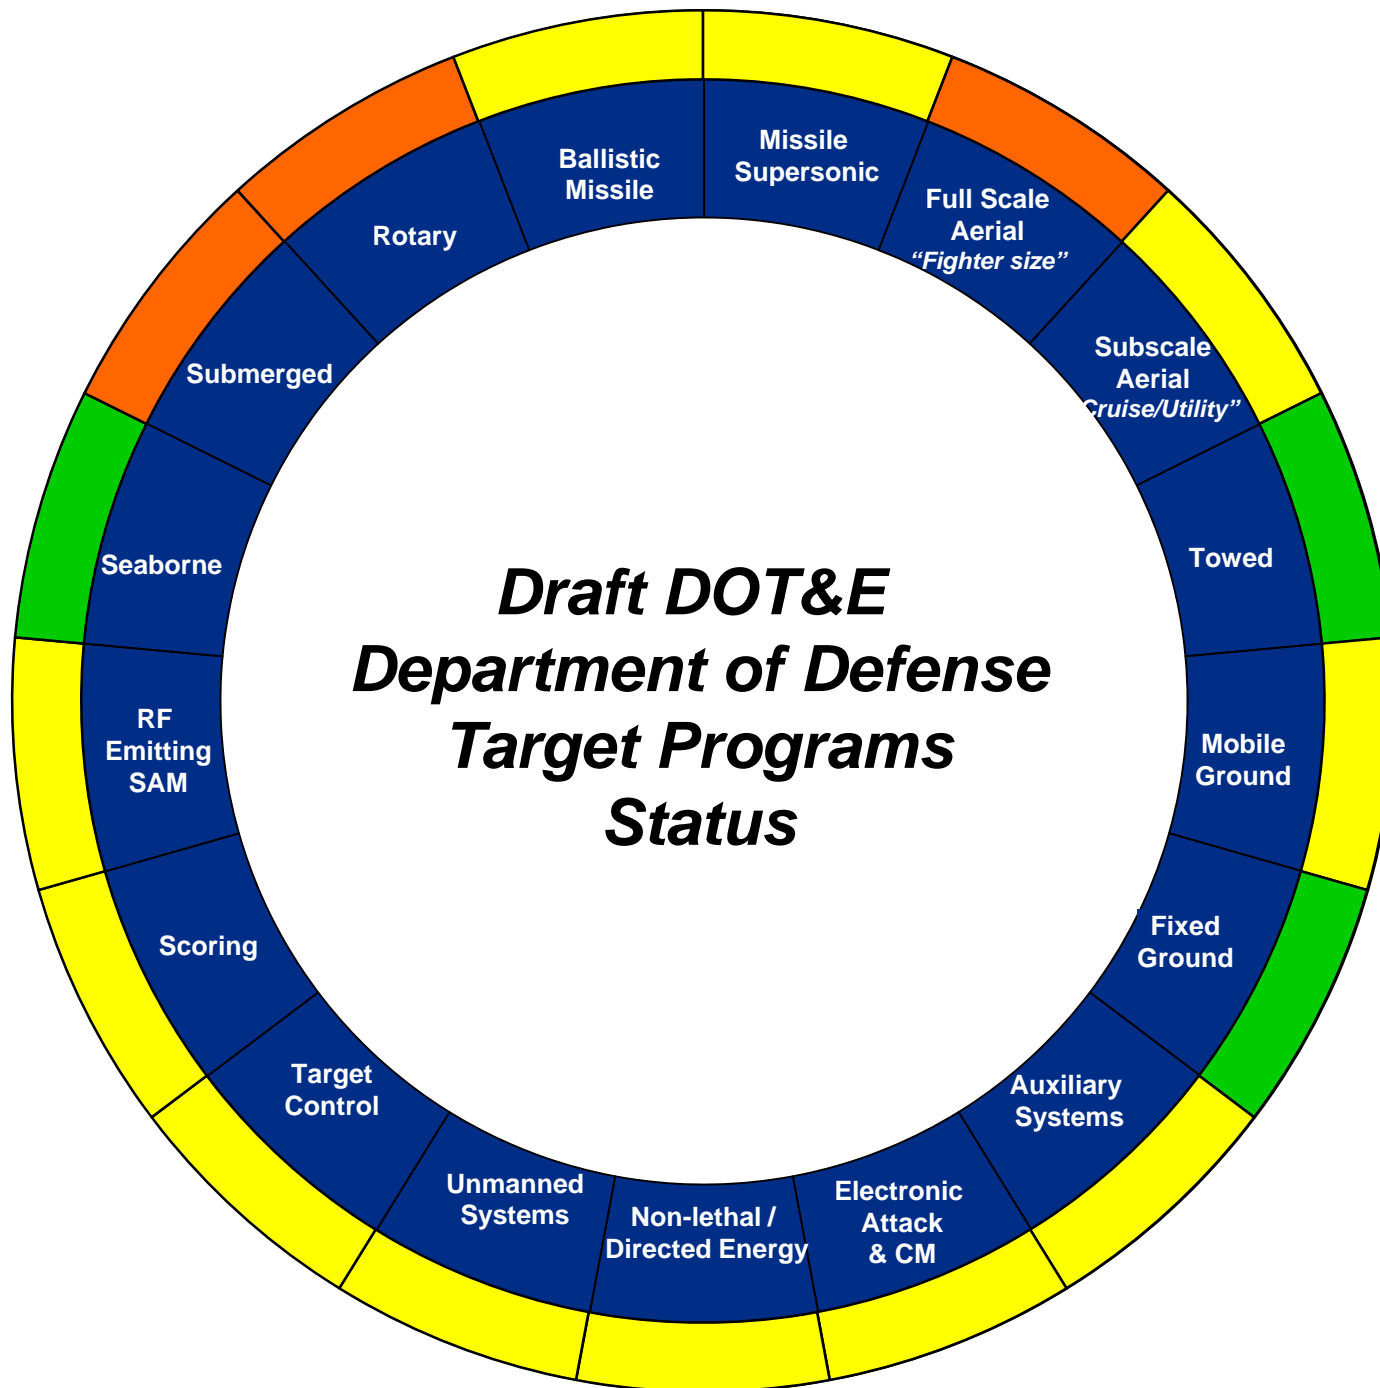 Missile
Supersonic
Full Scale
Aerial
“Fighter size”
Subscale
Aerial
Cruise/Utility”
Towed
Mobile
Ground
Fixed
Ground
Auxiliary
Systems
Electronic
Attack
& CM
Non-lethal /
Directed Energy
Unmanned
Systems
Target
Control
Scoring
RF
Emitting
SAM
Seaborne
Submerged
Rotary
Ballistic
Missile
Draft DOT&E
Department of Defense
Target Programs
Status